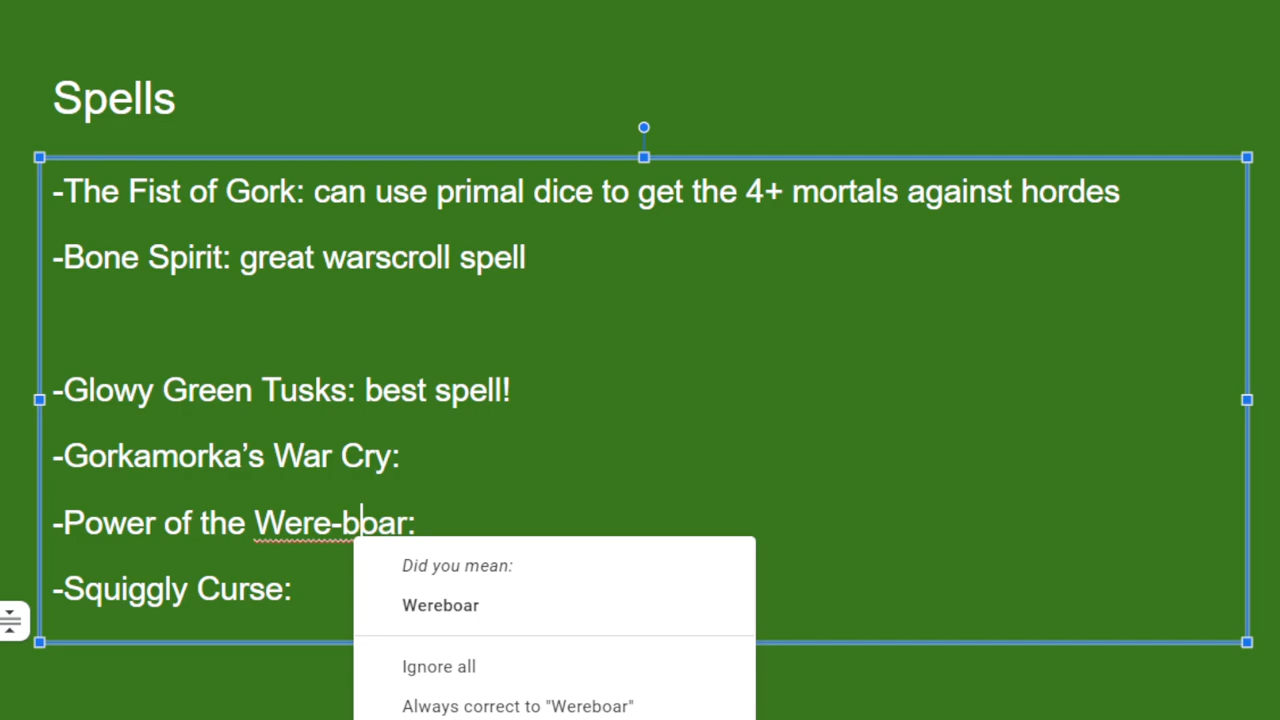 Spells
-The Fist of Gork: can use primal dice to get the 4+ mortals against hordes
-Bone Spirit: great warscroll spell
-Glowy Green Tusks: best spell!
-Gorkamorka’s War Cry:
-Power of the Were-boar:
-Squiggly Curse:
Did you mean:
Wereboar
Ignore all
Always correct to "Wereboar"